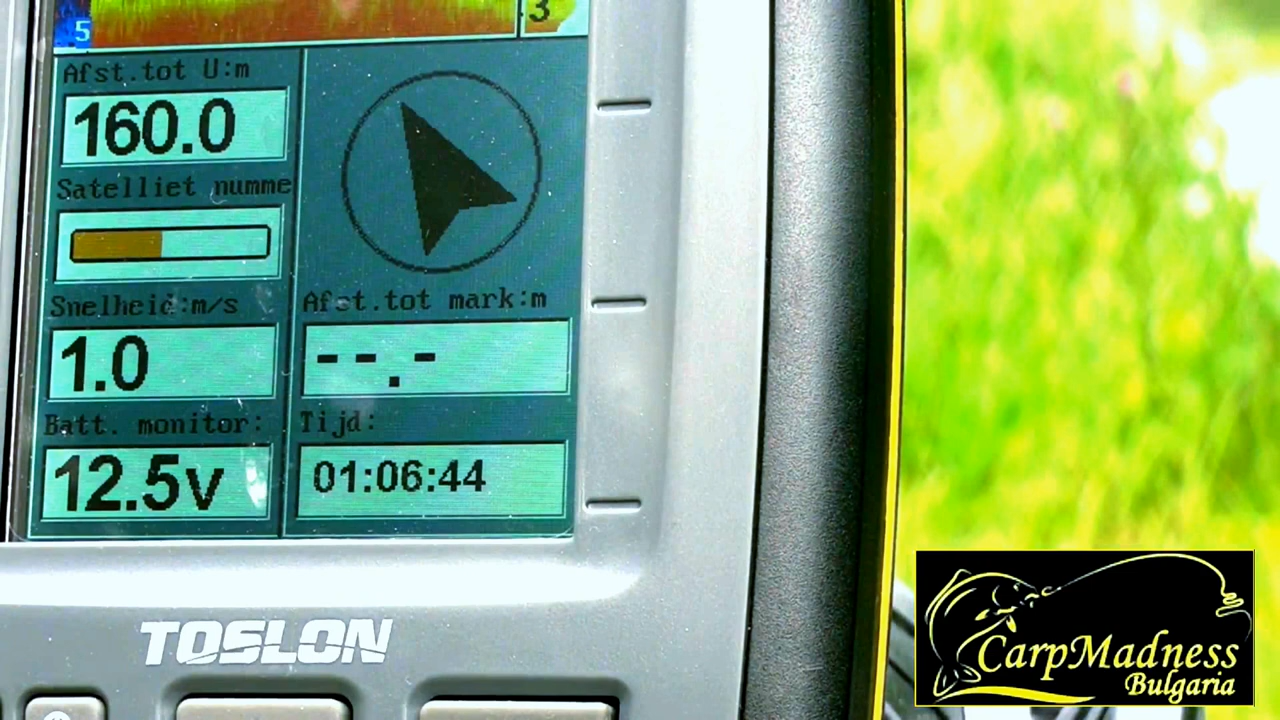 5
3
Afst.tot U:m
160.0
Satelliet numme
Snelheid:m/s
Afst.tot mark:m
1.0
--.-
Batt. monitor:
Tijd:
12.5v
01:06:44
TOSLON
CarpMadness
Bulgaria